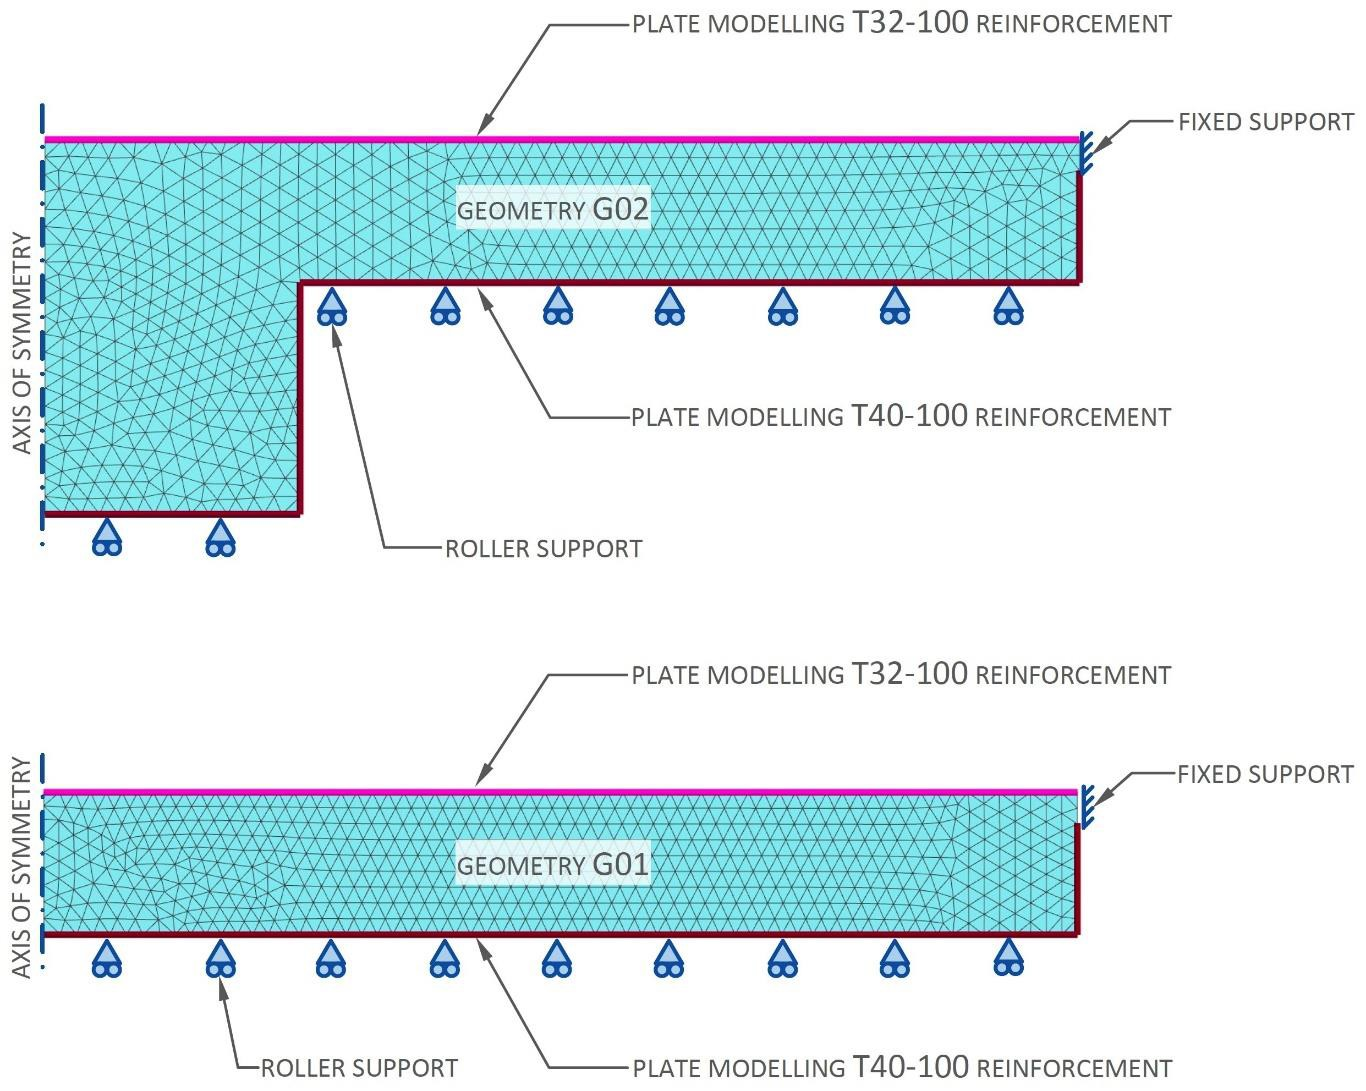 PLATE MODELLING T32-100 REINFORCEMENT
FIXED SUPPORT
GEOMETRY G02
AXIS OF SYMMETRY
PLATE MODELLING T40-100 REINFORCEMENT
ROLLER SUPPORT
PLATE MODELLING T32-100 REINFORCEMENT
FIXED SUPPORT
GEOMETRY G01
AXIS OF SYMMETRY
ROLLER SUPPORT
PLATE MODELLING T40-100 REINFORCEMENT